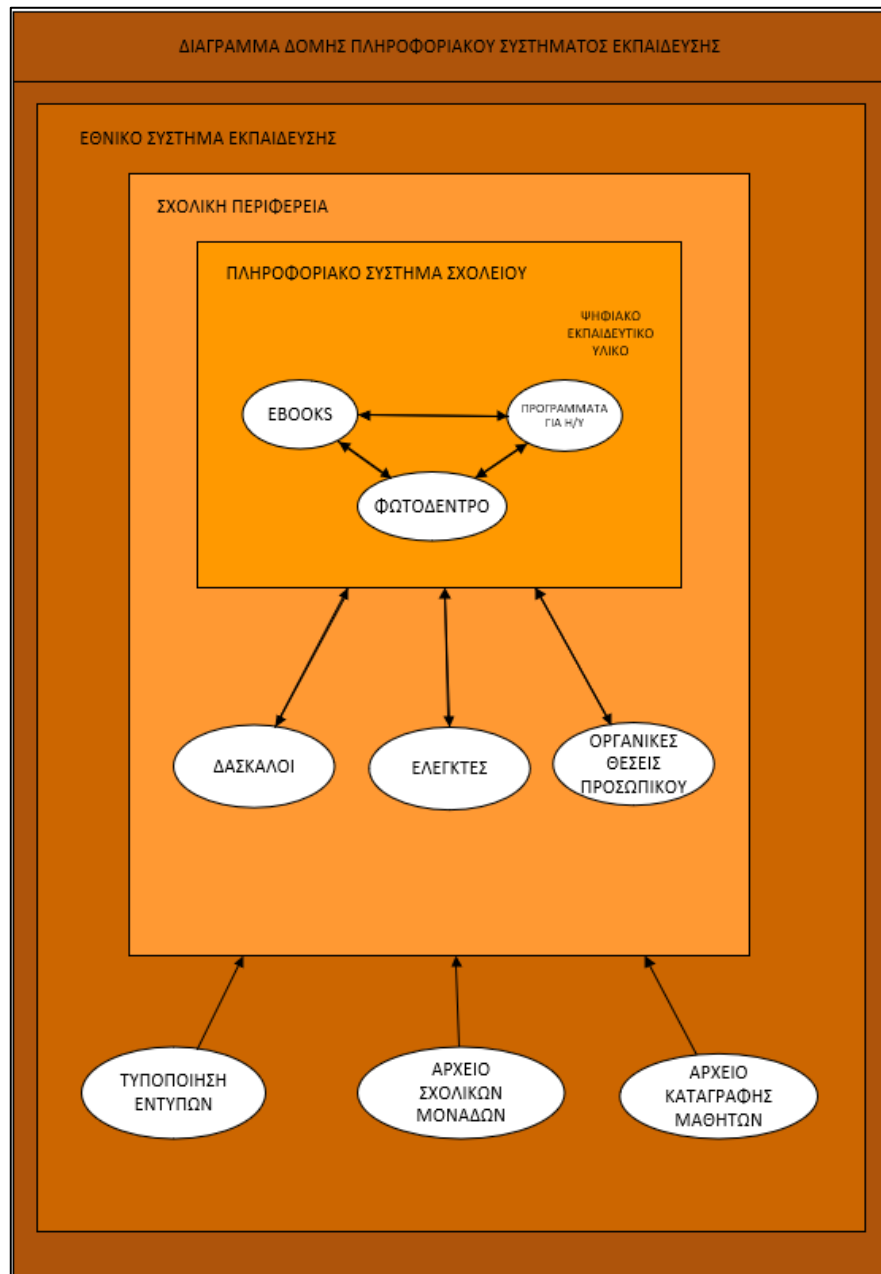 ΔΙΑΓΡΑΜΜΑ ΔΟΜΗΣ ΠΛΗΡΟΦΟΡΙΑΚΟΥ ΣΥΣΤΗΜΑΤΟΣ ΕΚΠΑΙΔΕΥΣΗΣ
ΕΘΝΙΚΟ ΣΥΣΤΗΜΑ ΕΚΠΑΙΔΕΥΣΗΣ
ΣΧΟΛΙΚΗ ΠΕΡΙΦΕΡΕΙΑ
ΠΛΗΡΟΦΟΡΙΑΚΟ ΣΥΣΤΗΜΑ ΣΧΟΛΕΙΟΥ
ΨΗΦΙΑΚΟ
ΕΚΠΑΙΔΕΥΤΙΚΟ
ΥΛΙΚΟ
EBOOKS
ΠΡΟΓΡΑΜΜΑΤΑ
ΓΙΑ Η/Υ
ΦΩΤΟΔΕΝΤΡΟ
ΔΑΣΚΑΛΟΙ
ΕΛΕΓΚΤΕΣ
ΟΡΓΑΝΙΚΕΣ
ΘΕΣΕΙΣ
ΠΡΟΣΩΠΙΚΟΥ
ΤΥΠΟΠΟΙΗΣΗ
ΕΝΤΥΠΩΝ
ΑΡΧΕΙΟ
ΣΧΟΛΙΚΩΝ
ΜΟΝΑΔΩΝ
ΑΡΧΕΙΟ
ΚΑΤΑΓΡΑΦΗΣ
ΜΑΘΗΤΩΝ